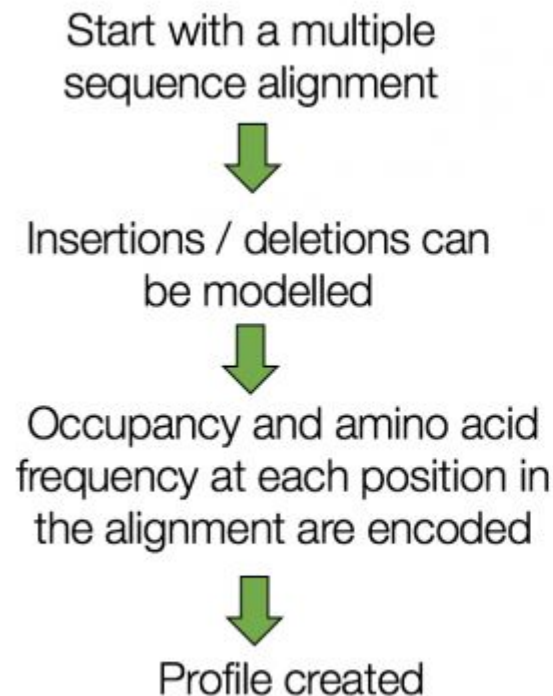 Start with a multiple
sequence alignment
Insertions / deletions can
be modelled
Occupancy and amino acid
frequency at each position in
the alignment are encoded
Profile created